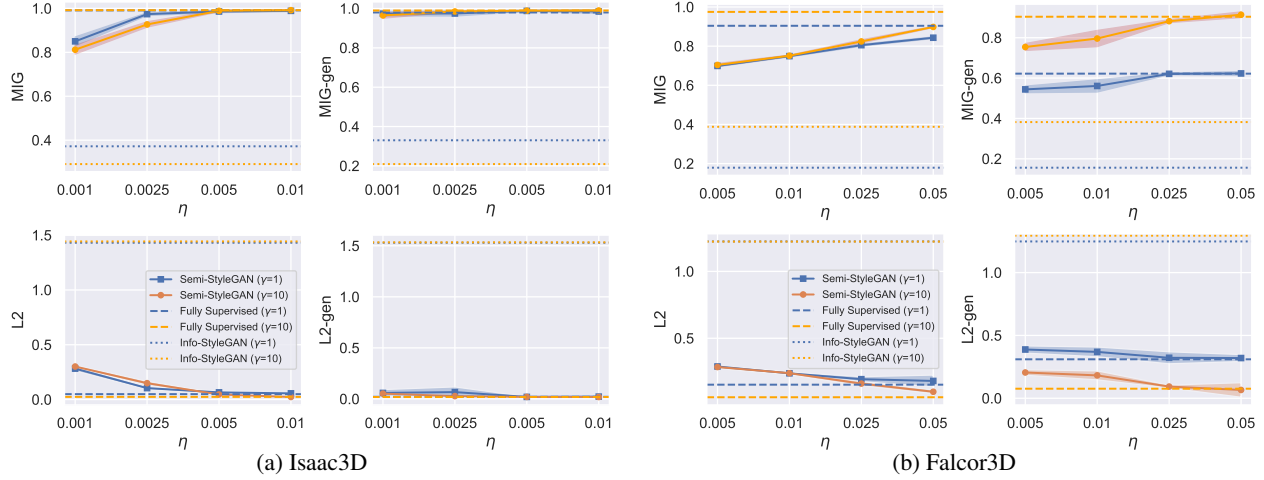 1.0
0.8
0.6
0.4
MIG
0.001
0.0025
0.005
0.01
η
1.0
0.8
0.6
0.4
0.2
MIG-gen
0.001
0.0025
0.005
0.01
η
1.0
0.8
0.6
0.4
0.2
MIG
0.005
0.01
0.025
0.05
η
0.8
0.6
0.4
0.2
MIG-gen
0.005
0.01
0.025
0.05
η
1.5
1.0
0.5
0.0
L2
Semi-StyleGAN (γ=1)
Semi-StyleGAN (γ=10)
Fully Supervised (γ=1)
Fully Supervised (γ=10)
Info-StyleGAN (γ=1)
Info-StyleGAN (γ=10)
0.001
0.0025
0.005
0.01
η
1.5
1.0
0.5
0.0
L2-gen
0.001
0.0025
0.005
0.01
η
1.0
0.5
L2
Semi-StyleGAN (γ=1)
Semi-StyleGAN (γ=10)
Fully Supervised (γ=1)
Fully Supervised (γ=10)
Info-StyleGAN (γ=1)
Info-StyleGAN (γ=10)
0.005
0.01
0.025
0.05
η
1.0
0.5
0.0
L2-gen
0.005
0.01
0.025
0.05
η
(a) Isaac3D
(b) Falcor3D